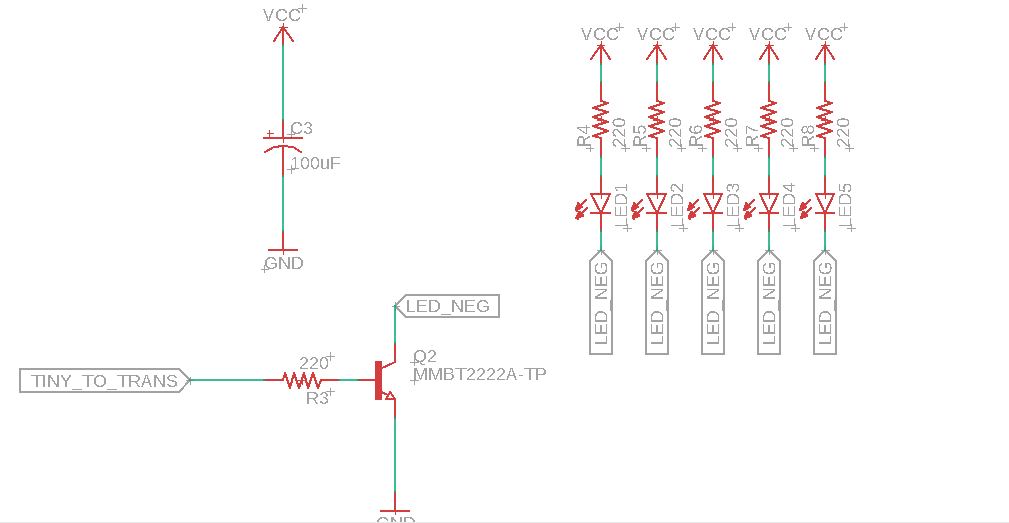 VCC
C3
100uF
GND
VCC VCC VCC VCC VCC
R4 220 R5 220 R6 220 R7 220 R8 220
LED1 LED2 LED3 LED4 LED5
LED_NEG LED_NEG LED_NEG LED_NEG LED_NEG
LED_NEG
Q2
MMBT2222A-TP
220
TINY_TO_TRANS
R3
GND